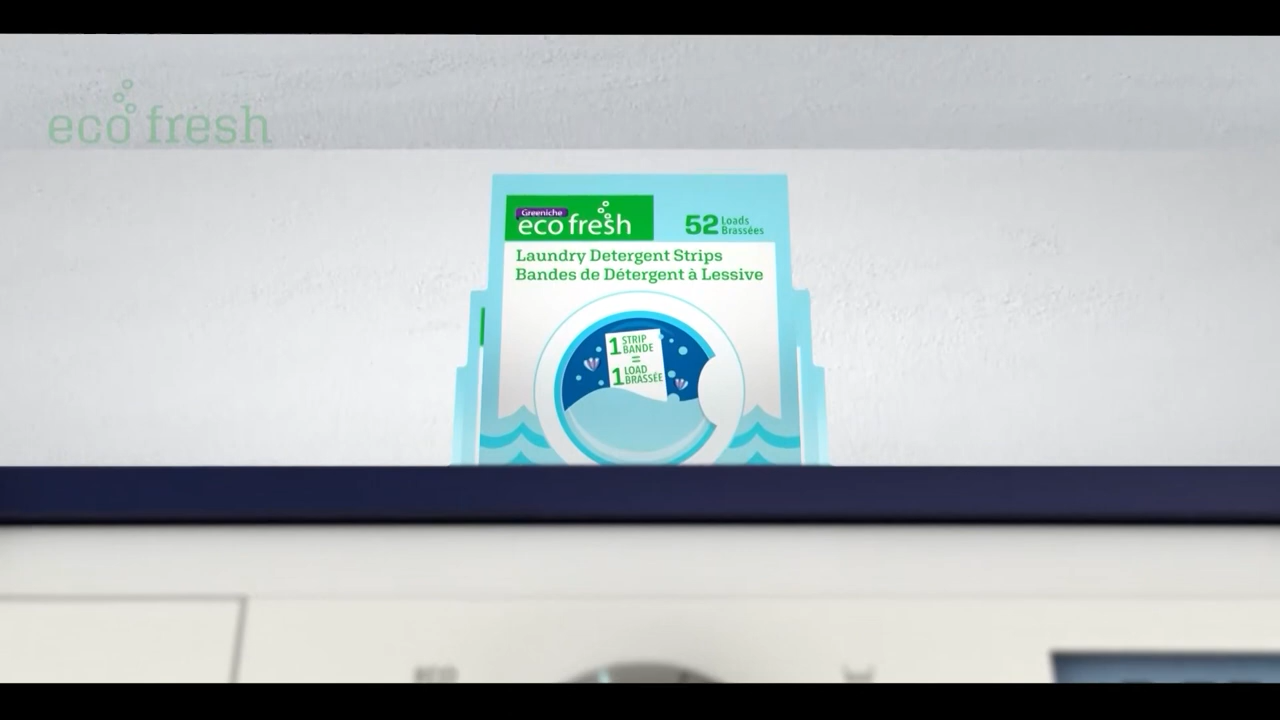 eco fresh
Greeniche
eco fresh
52 Loads
Brassées
Laundry Detergent Strips
Bandes de Détergent à Lessive
1 STRIP
BANDE
=
1 LOAD
BRASSÉE